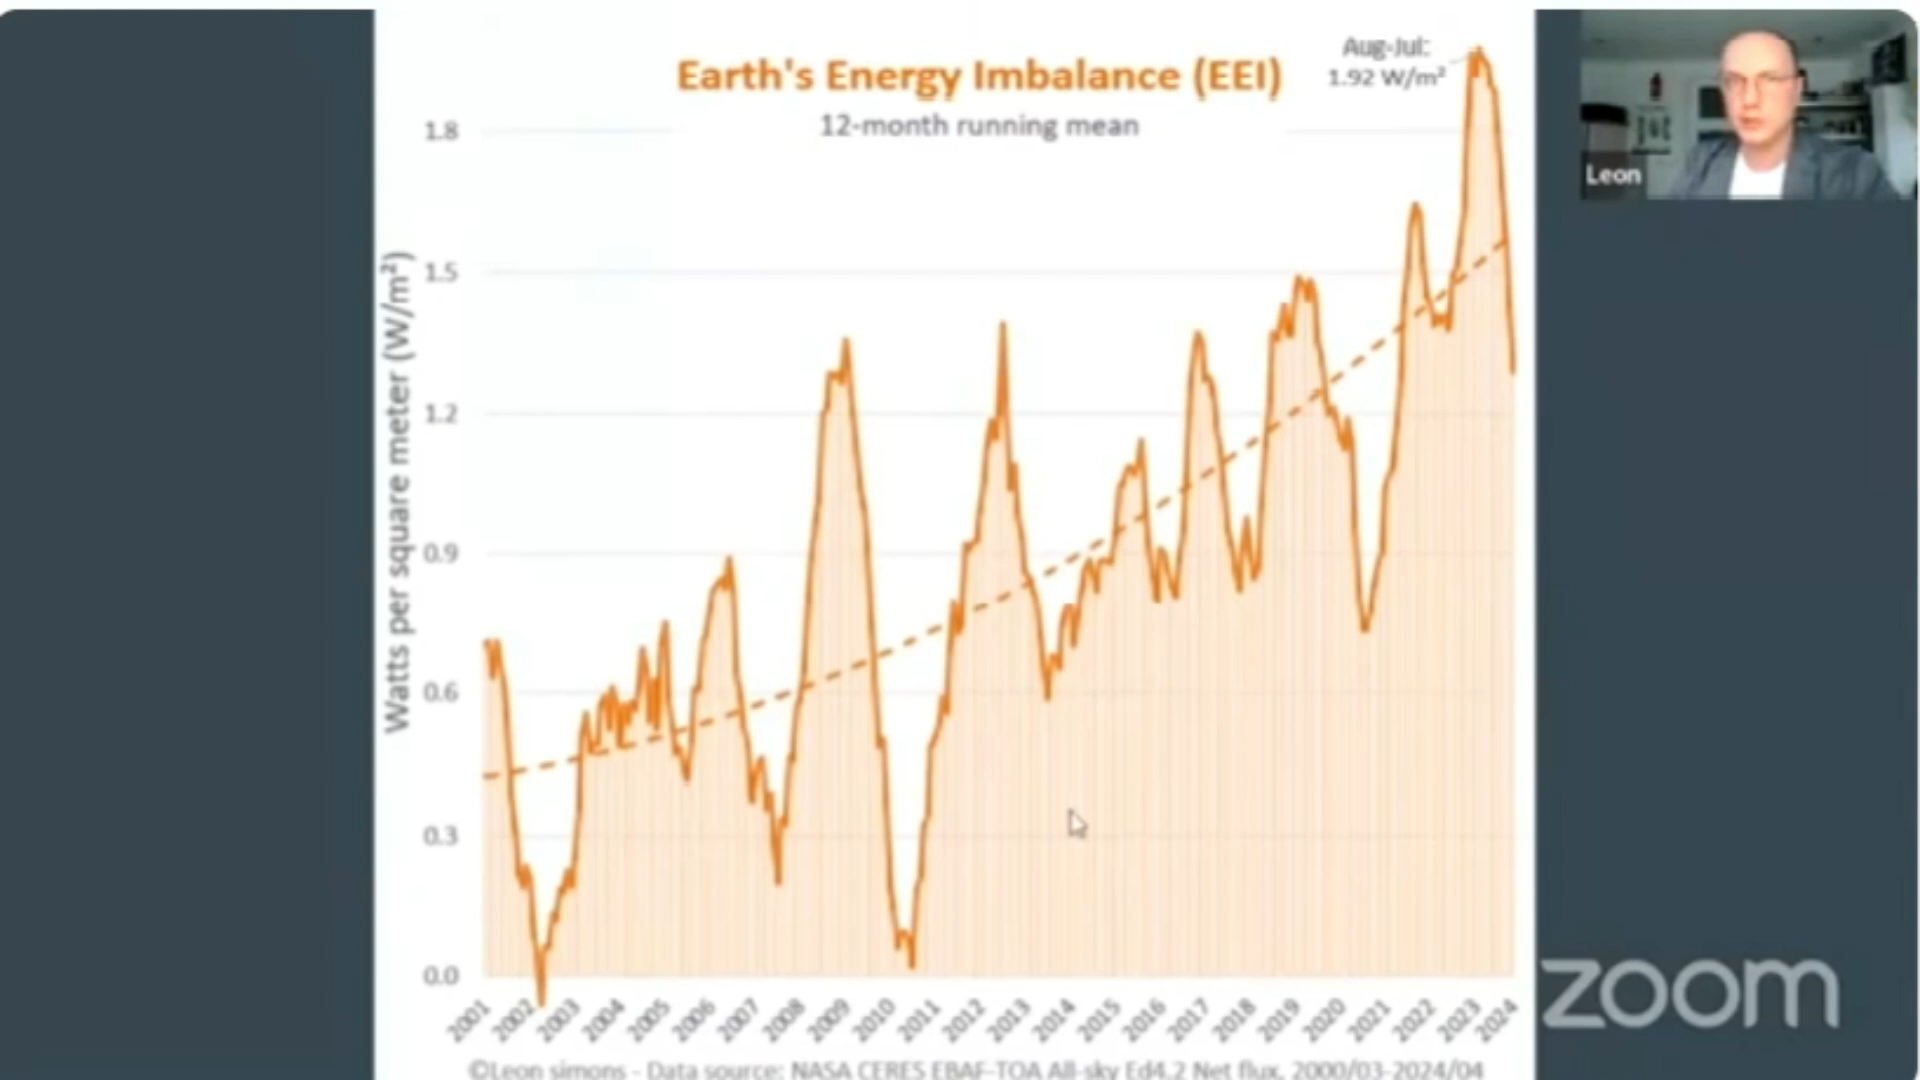 Aug-Jul:
1.92 W/m²
Earth's Energy Imbalance (EEI)
12-month running mean
Leon
Watts per square meter (W/m²)
1.8
1.5
1.2
0.9
0.6
0.3
0.0
2001 2002 2003 2004 2005 2006 2007 2008 2009 2010 2011 2012 2013 2014 2015 2016 2017 2018 2019 2020 2021 2022 2023 2024
zoom
©Leon simons - Data source: NASA CERES EBAF-TOA All-sky Ed4.2 Net flux, 2000/03-2024/04